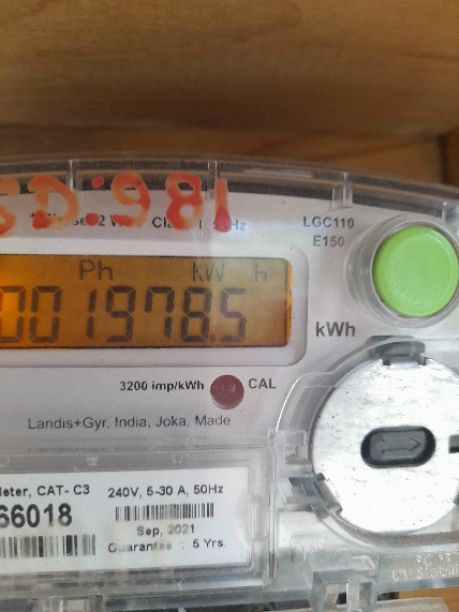 SD:981
LGC110
E150
Ph kW h
001978.5
kWh
3200 imp/kWh CAL
Landis+Gyr, India, Joka, Made
Meter, CAT- C3 240V, 5-30 A, 50Hz
66018
Sep, 2021
Guarantee : 5 Yrs.